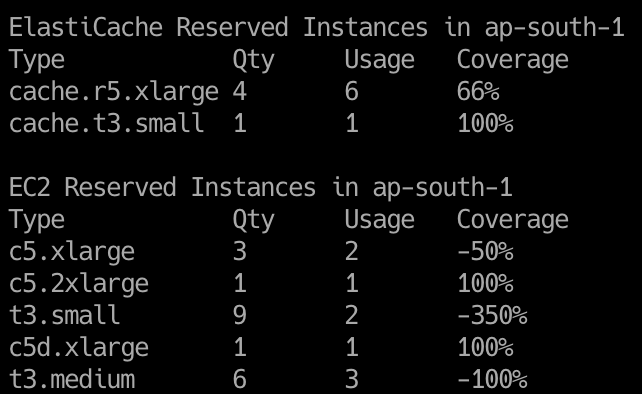 ElastiCache Reserved Instances in ap-south-1
Type Qty Usage Coverage
cache.r5.xlarge 4 6 66%
cache.t3.small 1 1 100%
EC2 Reserved Instances in ap-south-1
Type Qty Usage Coverage
c5.xlarge 3 2 -50%
c5.2xlarge 1 1 100%
t3.small 9 2 -350%
c5d.xlarge 1 1 100%
t3.medium 6 3 -100%